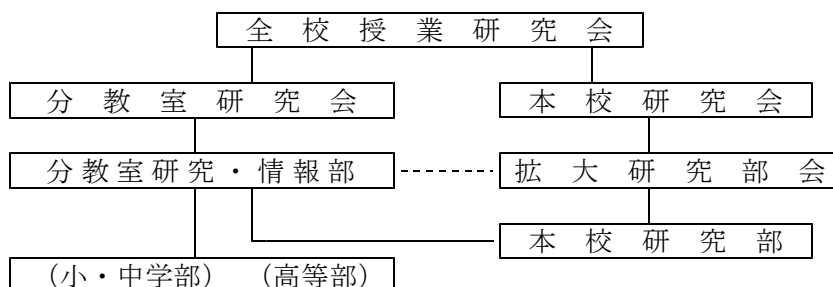 全校授業研究会
分教室研究会
本校研究会
分教室研究・情報部
拡大研究部会
本校研究部
（小・中学部）　（高等部）